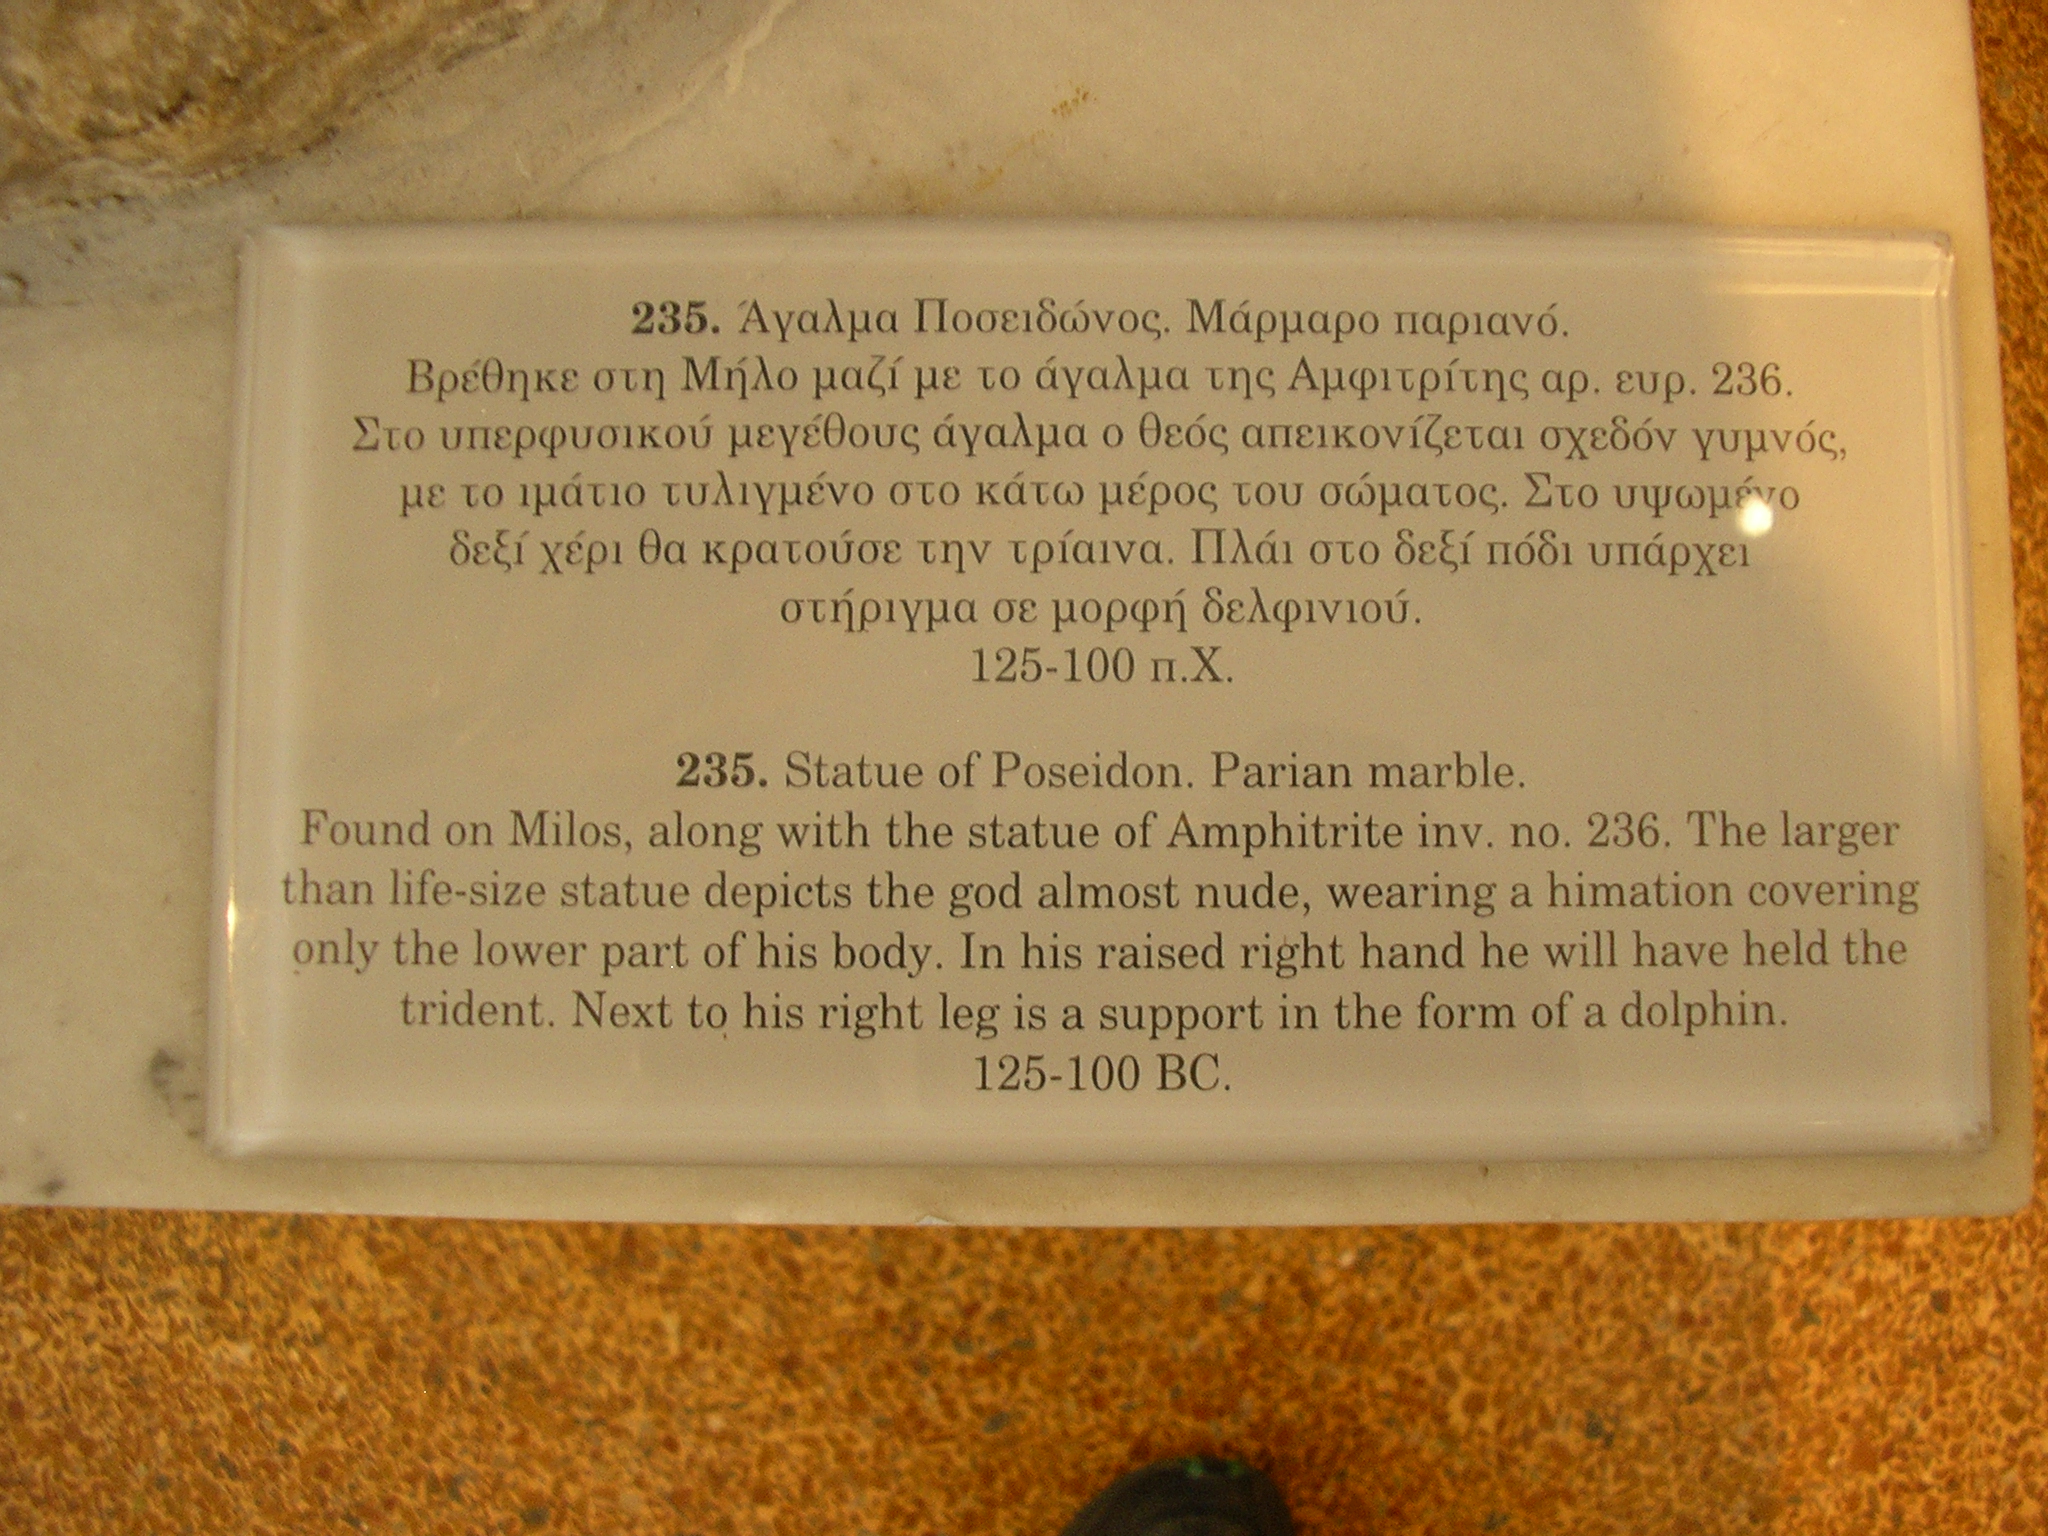 235. Άγαλμα Ποσειδώνος. Μάρμαρο παριανό.
Βρέθηκε στη Μήλο μαζί με το άγαλμα της Αμφιτρίτης αρ. ευρ. 236.
Στο υπερφυσικού μεγέθους άγαλμα ο θεός απεικονίζεται σχεδόν γυμνός,
με το ιμάτιο τυλιγμένο στο κάτω μέρος του σώματος. Στο υψωμένο
δεξί χέρι θα κρατούσε την τρίαινα. Πλάι στο δεξί πόδι υπάρχει
στήριγμα σε μορφή δελφινιού.
125-100 π.Χ.
235. Statue of Poseidon. Parian marble.
Found on Milos, along with the statue of Amphitrite inv. no. 236. The larger
than life-size statue depicts the god almost nude, wearing a himation covering
only the lower part of his body. In his raised right hand he will have held the
trident. Next to his right leg is a support in the form of a dolphin.
125-100 BC.